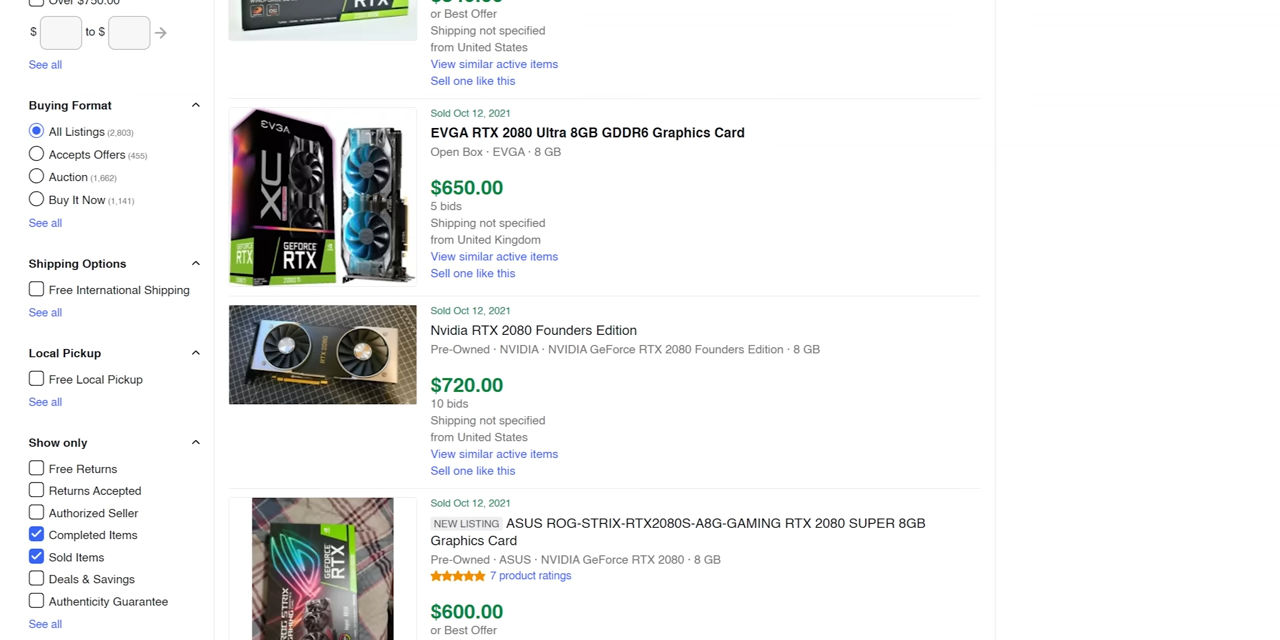 Over $750.00
$ to $
See all
Buying Format
All Listings (2,803)
Accepts Offers (455)
Auction (1,662)
Buy It Now (1,141)
See all
Shipping Options
Free International Shipping
See all
Local Pickup
Free Local Pickup
See all
Show only
Free Returns
Returns Accepted
Authorized Seller
Completed Items
Sold Items
Deals & Savings
Authenticity Guarantee
See all
or Best Offer
Shipping not specified
from United States
View similar active items
Sell one like this
EVGA
XC
GEFORCE
RTX
Sold Oct 12, 2021
EVGA RTX 2080 Ultra 8GB GDDR6 Graphics Card
Open Box · EVGA · 8 GB
$650.00
5 bids
Shipping not specified
from United Kingdom
View similar active items
Sell one like this
RTX 2080
Sold Oct 12, 2021
Nvidia RTX 2080 Founders Edition
Pre-Owned · NVIDIA · NVIDIA GeForce RTX 2080 Founders Edition · 8 GB
$720.00
10 bids
Shipping not specified
from United States
View similar active items
Sell one like this
GEFORCE
RTX
Sold Oct 12, 2021
NEW LISTING ASUS ROG-STRIX-RTX2080S-A8G-GAMING RTX 2080 SUPER 8GB
Graphics Card
Pre-Owned · ASUS · NVIDIA GeForce RTX 2080 · 8 GB
7 product ratings
$600.00
or Best Offer